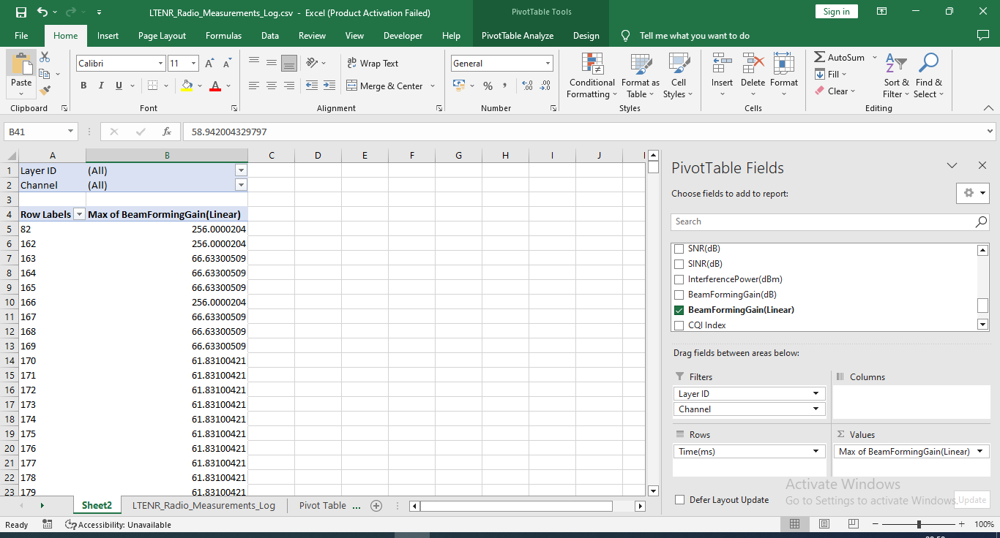 LTENR_Radio_Measurements_Log.csv - Excel (Product Activation Failed)
PivotTable Tools
Sign in
File Home Insert Page Layout Formulas Data Review View Developer Help PivotTable Analyze Design Tell me what you want to do
Paste
Calibri 11
B I U
Wrap Text
Merge & Center
General
% ,
Conditional Formatting
Format as Table
Cell Styles
Insert Delete Format
AutoSum
Fill
Clear
Sort & Filter
Find & Select
Clipboard Font Alignment Number Styles Cells Editing
B41 fx 58.942004329797
A B C D E F G H I J
1 Layer ID (All)
2 Channel (All)
3
4 Row Labels Max of BeamFormingGain(Linear)
5 82 256.0000204
6 162 256.0000204
7 163 66.63300509
8 164 66.63300509
9 165 66.63300509
10 166 256.0000204
11 167 66.63300509
12 168 66.63300509
13 169 66.63300509
14 170 61.83100421
15 171 61.83100421
16 172 61.83100421
17 173 61.83100421
18 174 61.83100421
19 175 61.83100421
20 176 61.83100421
21 177 61.83100421
22 178 61.83100421
23 179 61.83100421
PivotTable Fields
Choose fields to add to report:
Search
SNR(dB)
SINR(dB)
InterferencePower(dBm)
BeamFormingGain(dB)
BeamFormingGain(Linear)
CQI Index
Drag fields between areas below:
Filters
Layer ID
Channel
Columns
Rows
Time(ms)
Values
Max of BeamFormingGain(Linear)
Activate Windows
Go to Settings to activate Windows.
Defer Layout Update
Update
Sheet2 LTENR_Radio_Measurements_Log Pivot Table ...
Ready Accessibility: Unavailable
100%